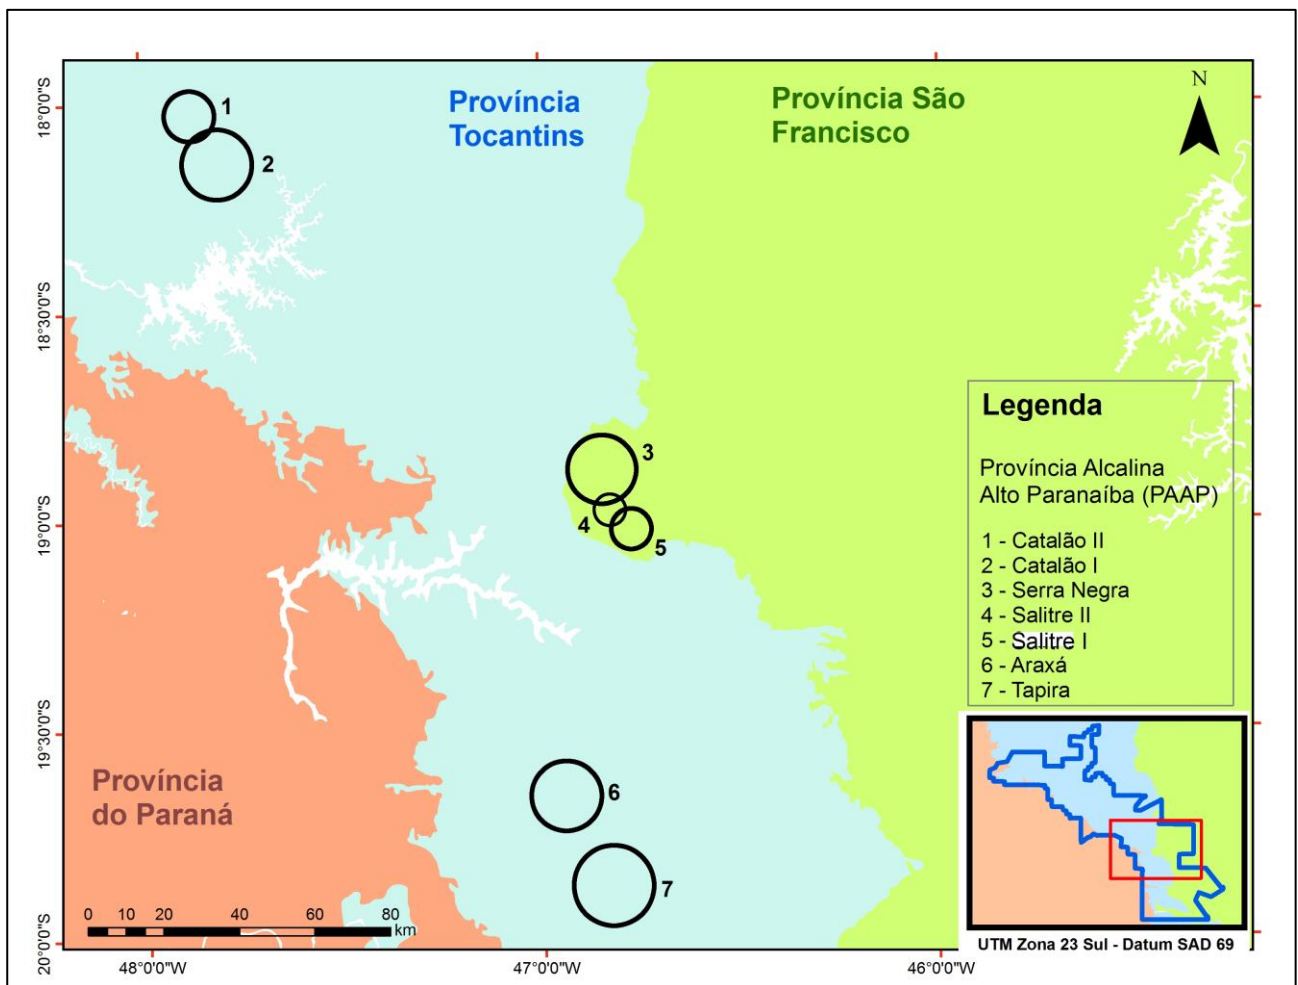 Província
Tocantins
Província São
Francisco
N
18°0'0"S
18°30'0"S
19°0'0"S
19°30'0"S
20°0'0"S
1
2
3
4
5
6
7
Província
do Paraná
Legenda
Província Alcalina
Alto Paranaíba (PAAP)
1 - Catalão II
2 - Catalão I
3 - Serra Negra
4 - Salitre II
5 - Salitre I
6 - Araxá
7 - Tapira
0 10 20 40 60 80
km
UTM Zona 23 Sul - Datum SAD 69
48°0'0"W
47°0'0"W
46°0'0"W